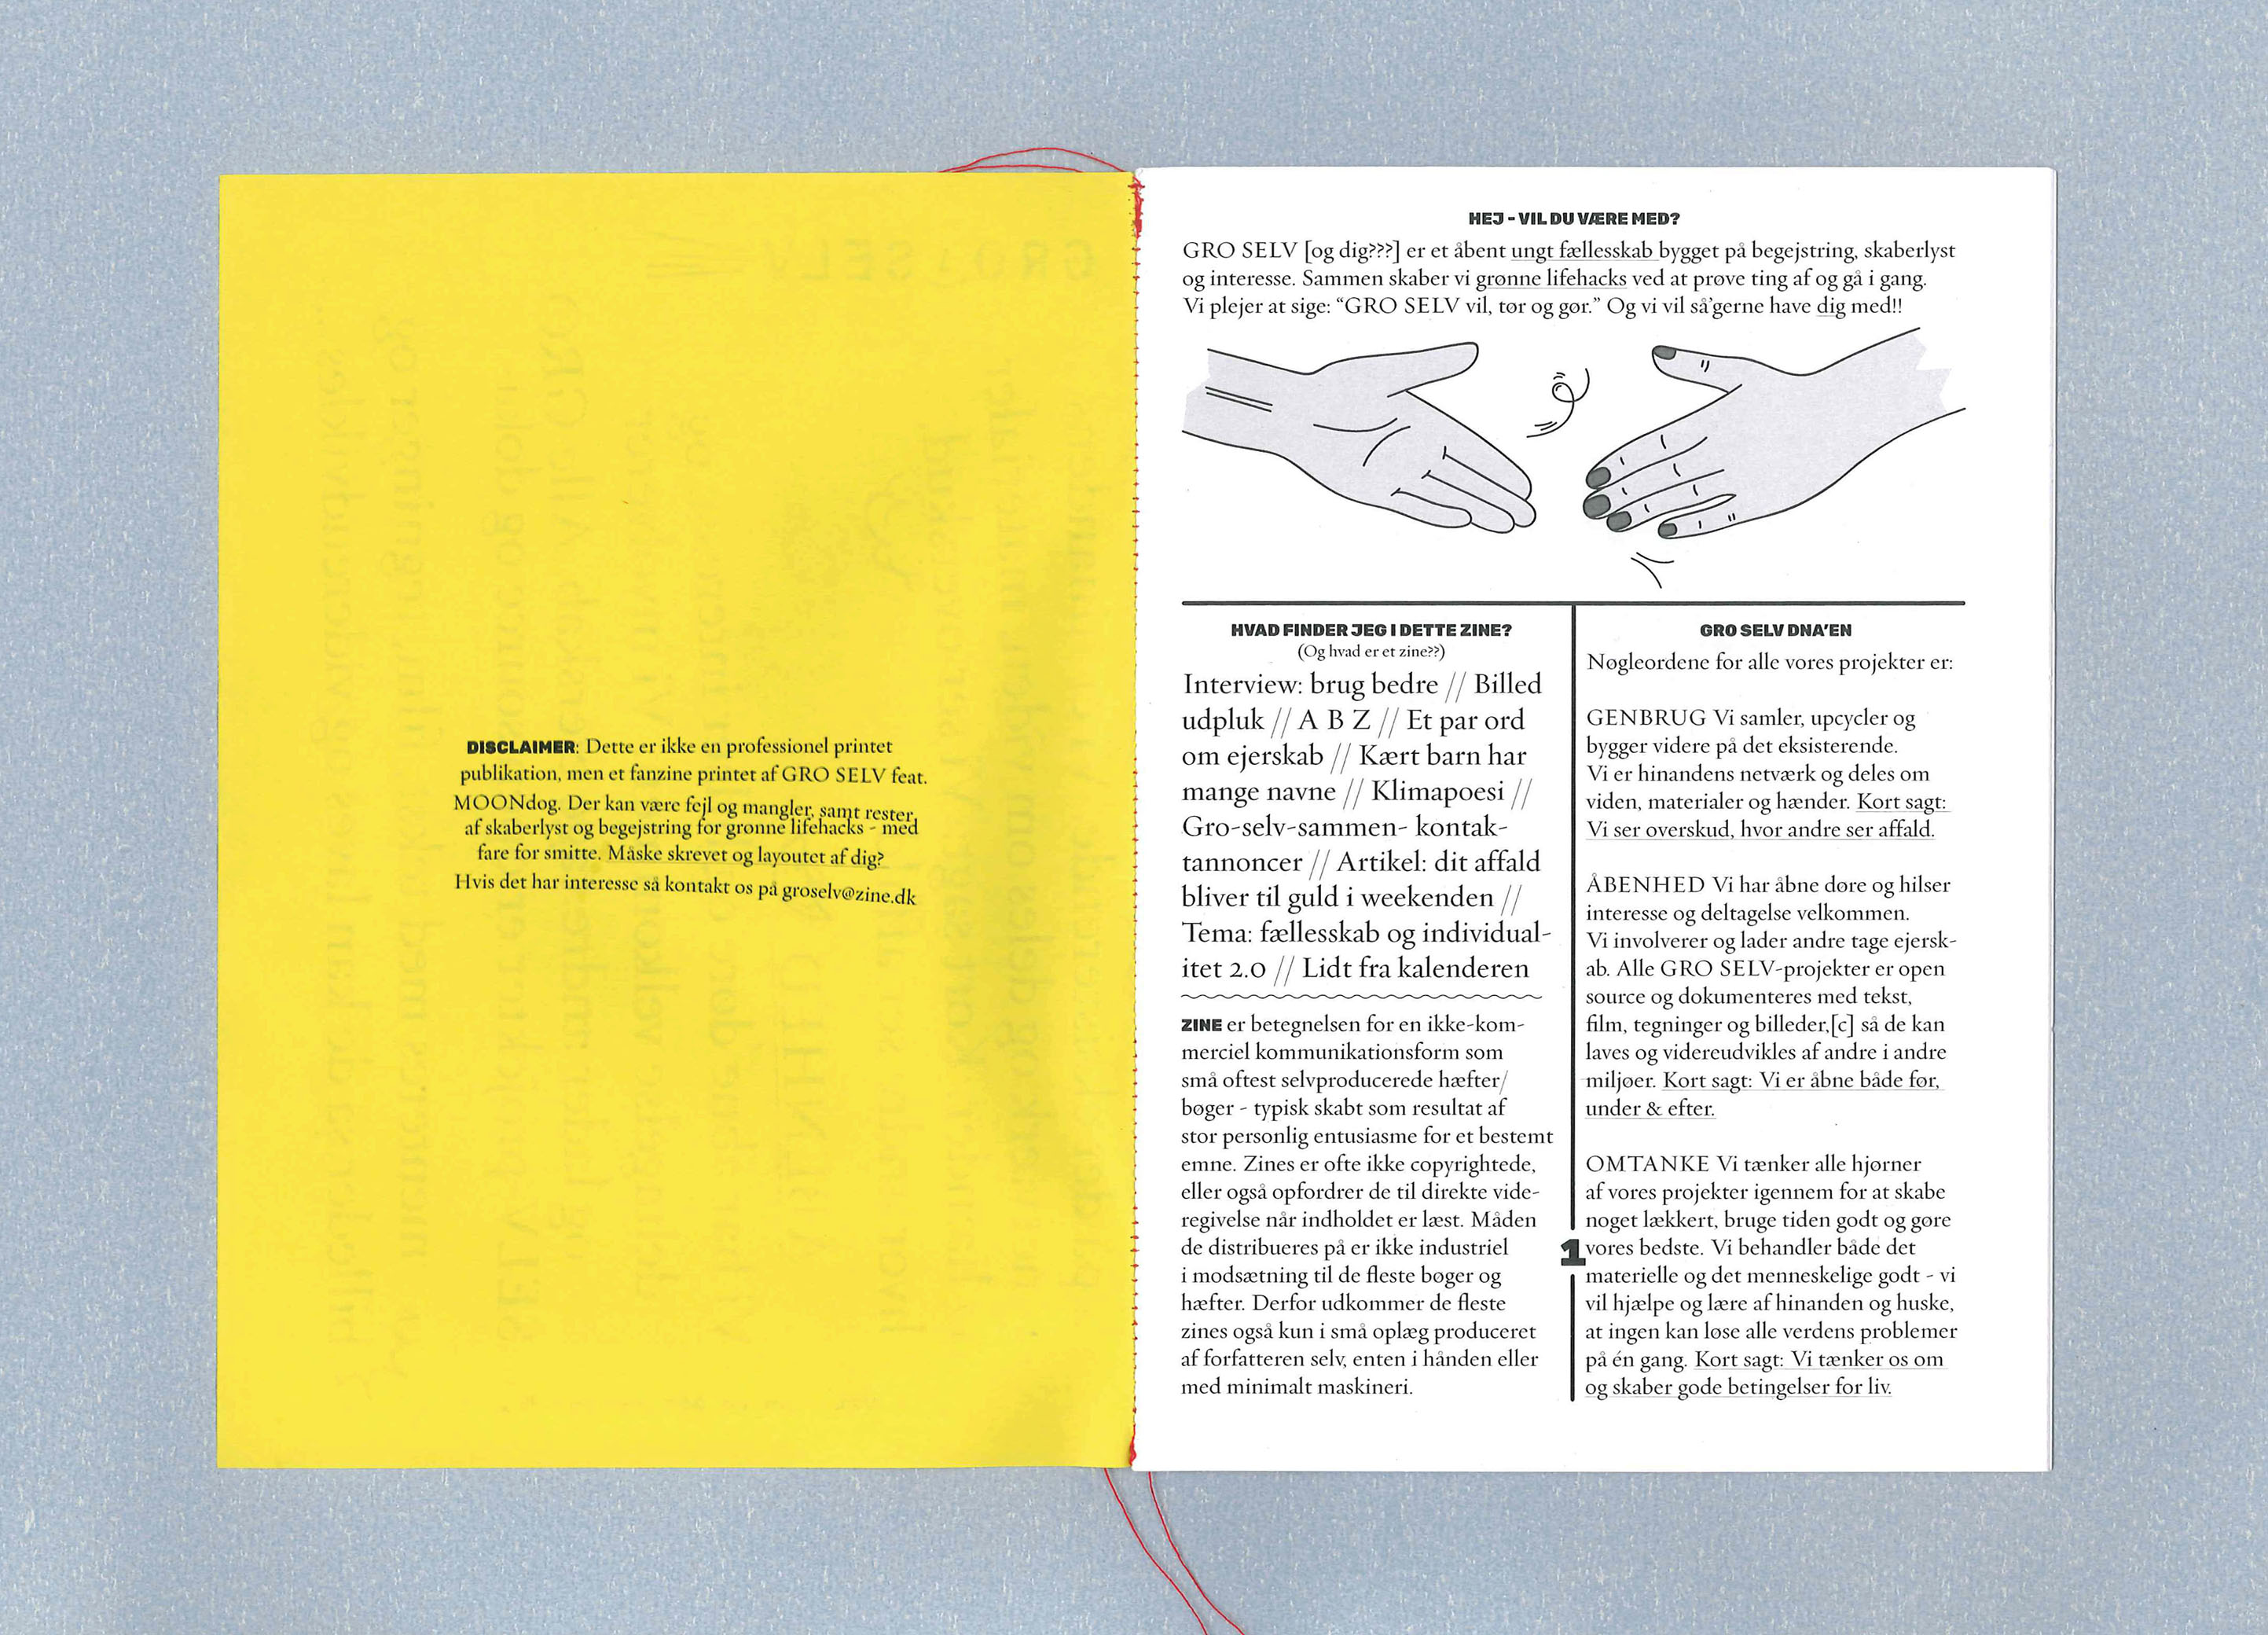 DISCLAIMER: Dette er ikke en professionel printet
publikation, men et fanzine printet af GRO SELV feat.
MOONdog. Der kan være fejl og mangler, samt rester,
af skaberlyst og begejstring for grønne lifehacks - med
fare for smitte. Måske skrevet og layoutet af dig?
Hvis det har interesse så kontakt os på groselv@zine.dk
HEJ - VIL DU VÆRE MED?
GRO SELV [og dig???] er et åbent ungt fællesskab bygget på begejstring, skaberlyst
og interesse. Sammen skaber vi grønne lifehacks ved at prøve ting af og gå i gang.
Vi plejer at sige: “GRO SELV vil, tør og gør.” Og vi vil så’gerne have dig med!!
HVAD FINDER JEG I DETTE ZINE?
(Og hvad er et zine??)
Interview: brug bedre // Billed
udpluk // A B Z // Et par ord
om ejerskab // Kært barn har
mange navne // Klimapoesi //
Gro-selv-sammen- kontak-
tannoncer // Artikel: dit affald
bliver til guld i weekenden //
Tema: fællesskab og individual-
itet 2.0 // Lidt fra kalenderen
ZINE er betegnelsen for en ikke-kom-
merciel kommunikationsform som
små oftest selvproducerede hæfter/
bøger - typisk skabt som resultat af
stor personlig entusiasme for et bestemt
emne. Zines er ofte ikke copyrightede,
eller også opfordrer de til direkte vide-
regivelse når indholdet er læst. Måden
de distribueres på er ikke industriel
i modsætning til de fleste bøger og
hæfter. Derfor udkommer de fleste
zines også kun i små oplæg produceret
af forfatteren selv, enten i hånden eller
med minimalt maskineri.
GRO SELV DNA’EN
Nøgleordene for alle vores projekter er:
GENBRUG Vi samler, upcycler og
bygger videre på det eksisterende.
Vi er hinandens netværk og deles om
viden, materialer og hænder. Kort sagt:
Vi ser overskud, hvor andre ser affald.
ÅBENHED Vi har åbne døre og hilser
interesse og deltagelse velkommen.
Vi involverer og lader andre tage ejersk-
ab. Alle GRO SELV-projekter er open
source og dokumenteres med tekst,
film, tegninger og billeder,[c] så de kan
laves og videreudvikles af andre i andre
miljøer. Kort sagt: Vi er åbne både før,
under & efter.
OMTANKE Vi tænker alle hjørner
af vores projekter igennem for at skabe
noget lækkert, bruge tiden godt og gøre
vores bedste. Vi behandler både det
materielle og det menneskelige godt - vi
vil hjælpe og lære af hinanden og huske,
at ingen kan løse alle verdens problemer
på én gang. Kort sagt: Vi tænker os om
og skaber gode betingelser for liv.
1